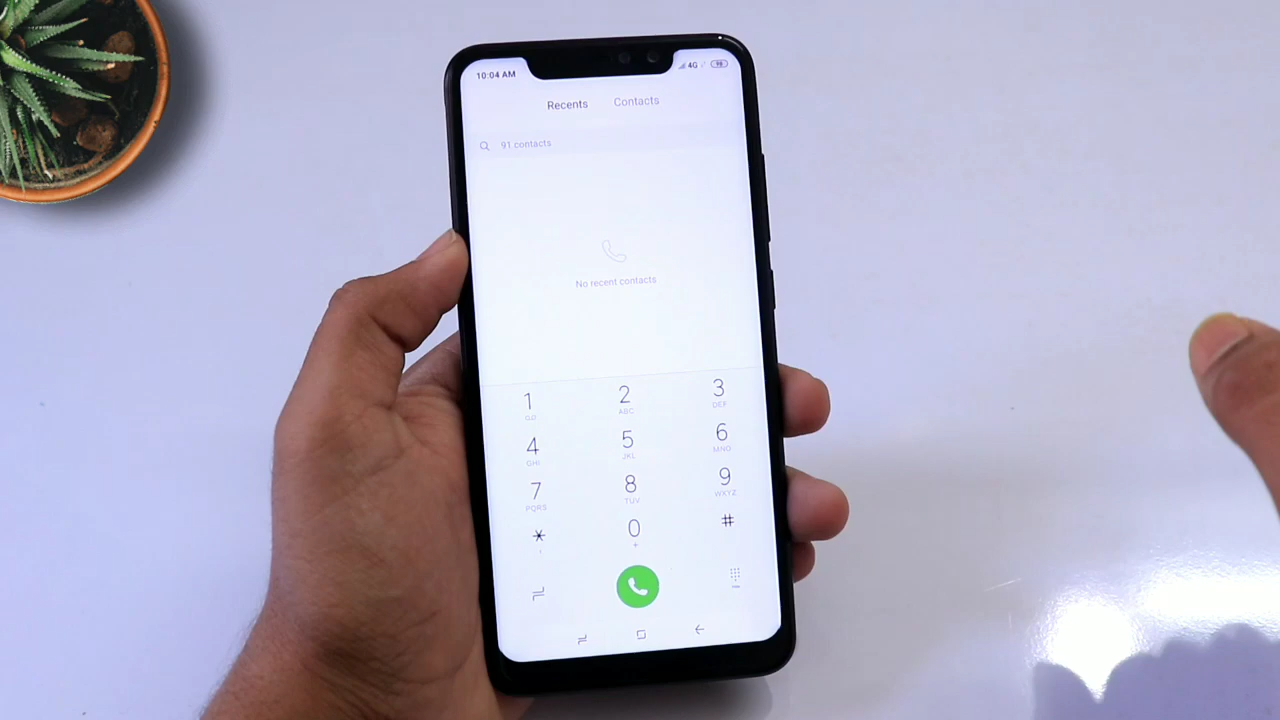 10:04 AM 4G 98
Recents Contacts
91 contacts
No recent contacts
1 2 ABC 3 DEF
4 GHI 5 JKL 6 MNO
7 PQRS 8 TUV 9 WXYZ
* , 0 + #